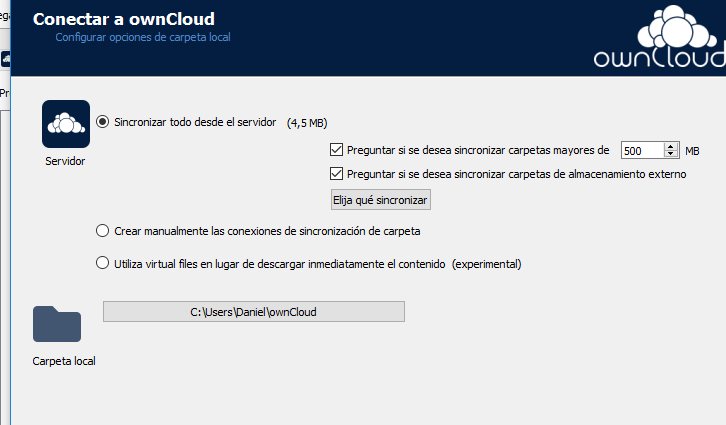 Conectar a ownCloud
Configurar opciones de carpeta local
ownCloud
Sincronizar todo desde el servidor (4,5 MB)
Servidor
Preguntar si se desea sincronizar carpetas mayores de 500 MB
Preguntar si se desea sincronizar carpetas de almacenamiento externo
Elija qué sincronizar
Crear manualmente las conexiones de sincronización de carpeta
Utiliza virtual files en lugar de descargar inmediatamente el contenido (experimental)
C:\Users\Daniel\ownCloud
Carpeta local